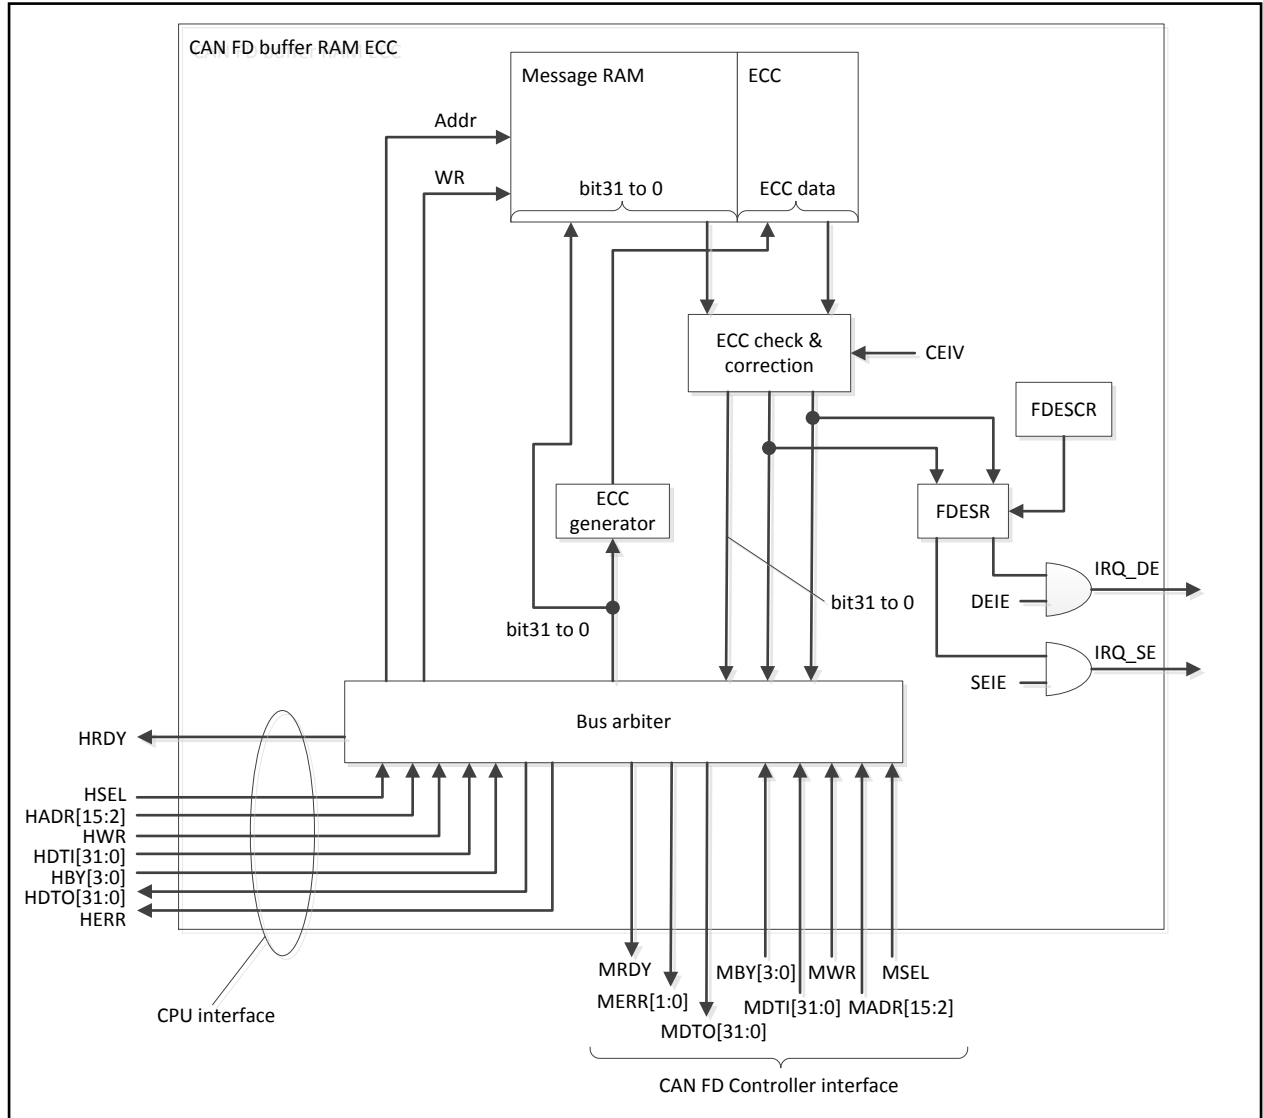 CAN FD buffer RAM ECC
Message RAM
ECC
Addr
WR
bit31 to 0
ECC data
ECC check &
correction
CEIV
FDESCR
ECC
generator
FDESR
IRQ_DE
DEIE
bit31 to 0
bit31 to 0
IRQ_SE
SEIE
Bus arbiter
HRDY
HSEL
HADR[15:2]
HWR
HDTI[31:0]
HBY[3:0]
HDTO[31:0]
HERR
MRDY
MBY[3:0]
MWR
MSEL
MERR[1:0]
MDTI[31:0]
MADR[15:2]
MDTO[31:0]
CPU interface
CAN FD Controller interface